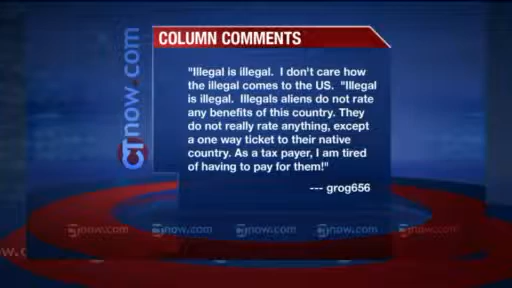 CTnow.com
COLUMN COMMENTS
"Illegal is illegal.  I don't care how
the illegal comes to the US.  "Illegal
is illegal.  Illegals aliens do not rate
any benefits of this country. They
do not really rate anything, except
a one way ticket to their native
country. As a tax payer, I am tired
of having to pay for them!"
--- grog656
now.com CTnow.com CTnow.com CTnow.com CTnow.com